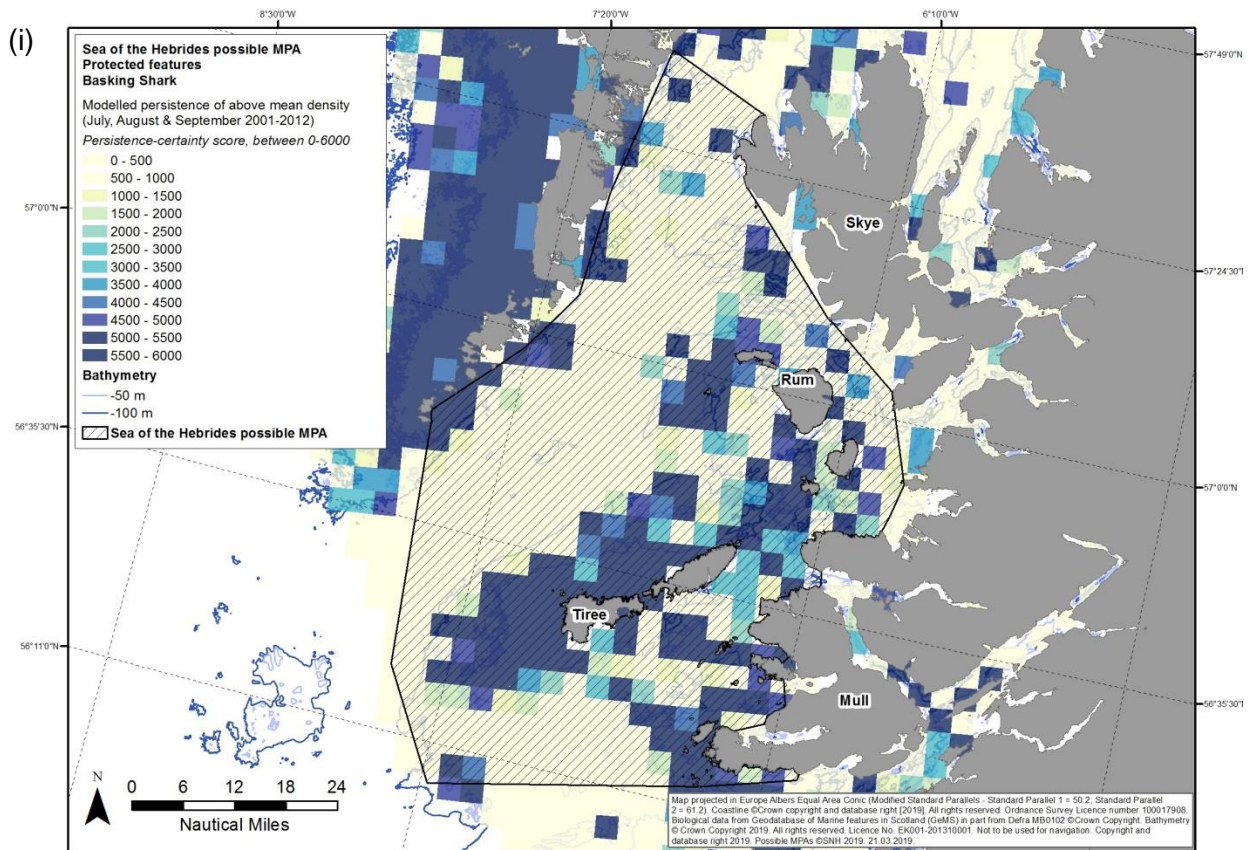 (i)
8°30'0"W
7°20'0"W
6°10'0"W
Sea of the Hebrides possible MPA
Protected features
Basking Shark
Modelled persistence of above mean density
(July, August & September 2001-2012)
Persistence-certainty score, between 0-6000
0 - 500
500 - 1000
1000 - 1500
1500 - 2000
2000 - 2500
2500 - 3000
3000 - 3500
3500 - 4000
4000 - 4500
4500 - 5000
5000 - 5500
5500 - 6000
Bathymetry
-50 m
-100 m
Sea of the Hebrides possible MPA
57°49'0"N
57°0'0"N
Skye
57°24'30"N
Rum
56°35'30"N
57°0'0"N
Tiree
56°11'0"N
Mull
56°35'30"N
N
0 6 12 18 24
Nautical Miles
Map projected in Europe Albers Equal Area Conic (Modified Standard Parallels - Standard Parallel 1 = 50.2; Standard Parallel
2 = 61.2). Coastline ©Crown copyright and database right [2019]. All rights reserved. Ordnance Survey Licence number 100017908.
Biological data from Geodatabase of Marine features in Scotland (GeMS) in part from Defra MB0102 ©Crown Copyright. Bathymetry
© Crown Copyright 2019. All rights reserved. Licence No. EK001-201310001. Not to be used for navigation. Copyright and
database right 2019. Possible MPAs ©SNH 2019. 21.03.2019.